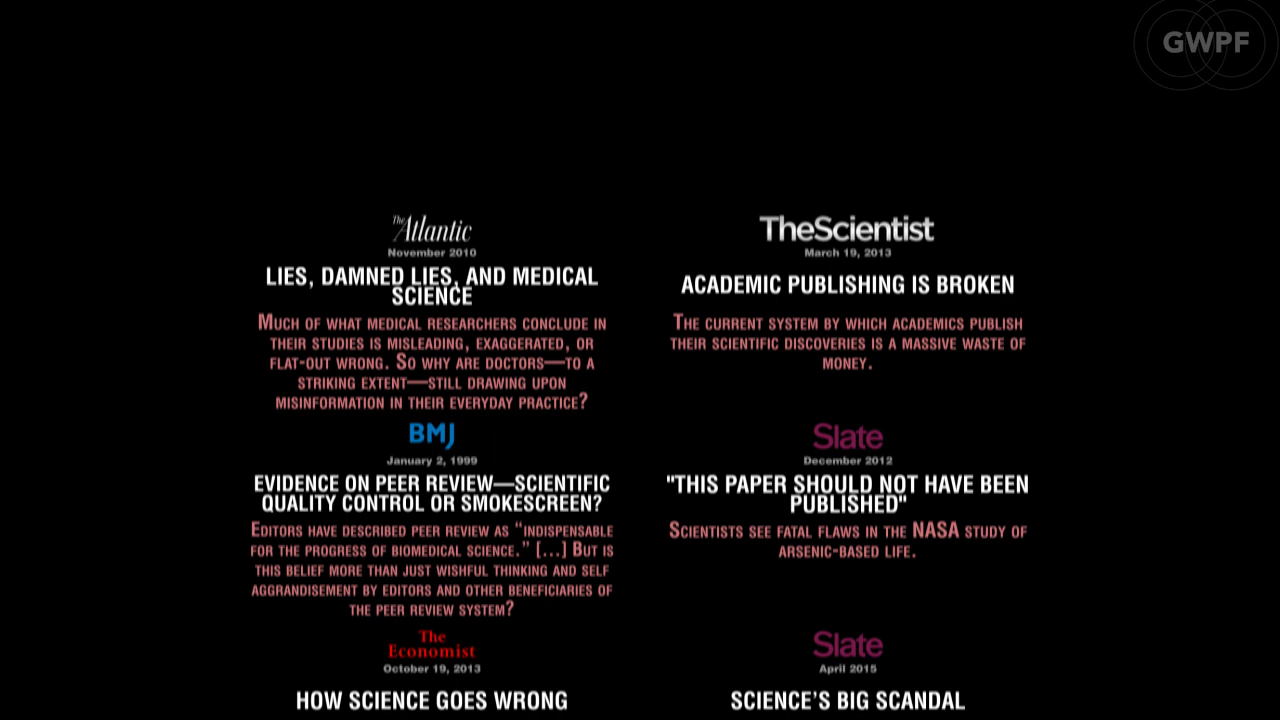 GWPF
The Atlantic
November 2010
LIES, DAMNED LIES, AND MEDICAL
SCIENCE
MUCH OF WHAT MEDICAL RESEARCHERS CONCLUDE IN
THEIR STUDIES IS MISLEADING, EXAGGERATED, OR
FLAT-OUT WRONG. SO WHY ARE DOCTORS—TO A
STRIKING EXTENT—STILL DRAWING UPON
MISINFORMATION IN THEIR EVERYDAY PRACTICE?
TheScientist
March 19, 2013
ACADEMIC PUBLISHING IS BROKEN
THE CURRENT SYSTEM BY WHICH ACADEMICS PUBLISH
THEIR SCIENTIFIC DISCOVERIES IS A MASSIVE WASTE OF
MONEY.
BMJ
January 2, 1999
EVIDENCE ON PEER REVIEW—SCIENTIFIC
QUALITY CONTROL OR SMOKESCREEN?
EDITORS HAVE DESCRIBED PEER REVIEW AS “INDISPENSABLE
FOR THE PROGRESS OF BIOMEDICAL SCIENCE.” [...] BUT IS
THIS BELIEF MORE THAN JUST WISHFUL THINKING AND SELF
AGGRANDISEMENT BY EDITORS AND OTHER BENEFICIARIES OF
THE PEER REVIEW SYSTEM?
Slate
December 2012
"THIS PAPER SHOULD NOT HAVE BEEN
PUBLISHED"
SCIENTISTS SEE FATAL FLAWS IN THE NASA STUDY OF
ARSENIC-BASED LIFE.
The
Economist
October 19, 2013
HOW SCIENCE GOES WRONG
Slate
April 2015
SCIENCE’S BIG SCANDAL